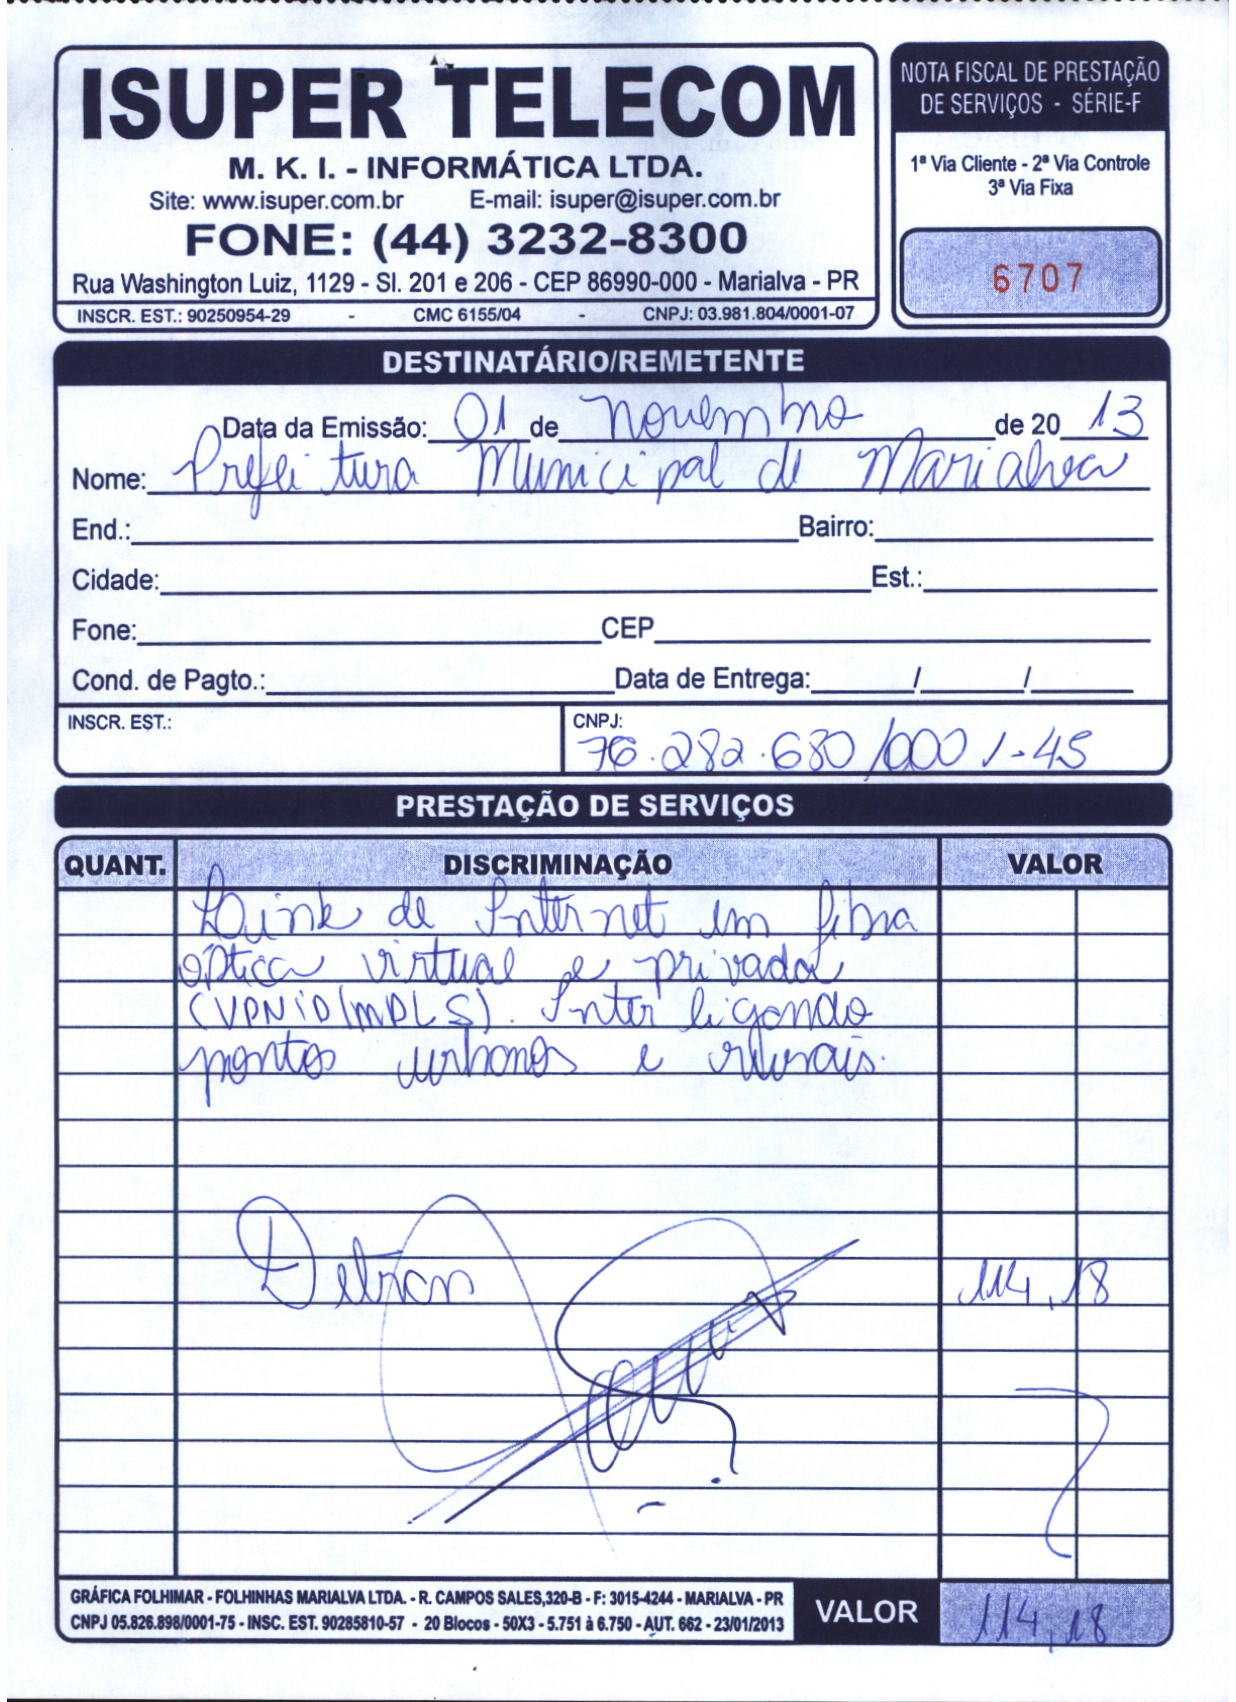 ISUPER TELECOM
M. K. I. - INFORMÁTICA LTDA.
Site: www.isuper.com.br E-mail: isuper@isuper.com.br
FONE: (44) 3232-8300
Rua Washington Luiz, 1129 - Sl. 201 e 206 - CEP 86990-000 - Marialva - PR
INSCR. EST.: 90250954-29 - CMC 6155/04 - CNPJ: 03.981.804/0001-07
NOTA FISCAL DE PRESTAÇÃO
DE SERVIÇOS - SÉRIE-F
1ª Via Cliente - 2ª Via Controle
3ª Via Fixa
6707
DESTINATÁRIO/REMETENTE
Data da Emissão: 01 de novembro de 20 13
Nome: Prefeitura Municipal de Marialva
End.: Bairro:
Cidade: Est.:
Fone: CEP
Cond. de Pagto.: Data de Entrega: / /
INSCR. EST.: CNPJ:
76.282.680/0001-45
PRESTAÇÃO DE SERVIÇOS
QUANT. DISCRIMINAÇÃO VALOR
Link de Internet em fibra
óptica virtual e privada
(VPN IP/MPLS). Interligando
pontos urbanos e rurais.
Detran 114,18
GRÁFICA FOLHIMAR - FOLHINHAS MARIALVA LTDA. - R. CAMPOS SALES,320-B - F: 3015-4244 - MARIALVA - PR
CNPJ 05.826.898/0001-75 - INSC. EST. 90285810-57 - 20 Blocos - 50X3 - 5.751 à 6.750 - AUT. 662 - 23/01/2013
VALOR 114,18